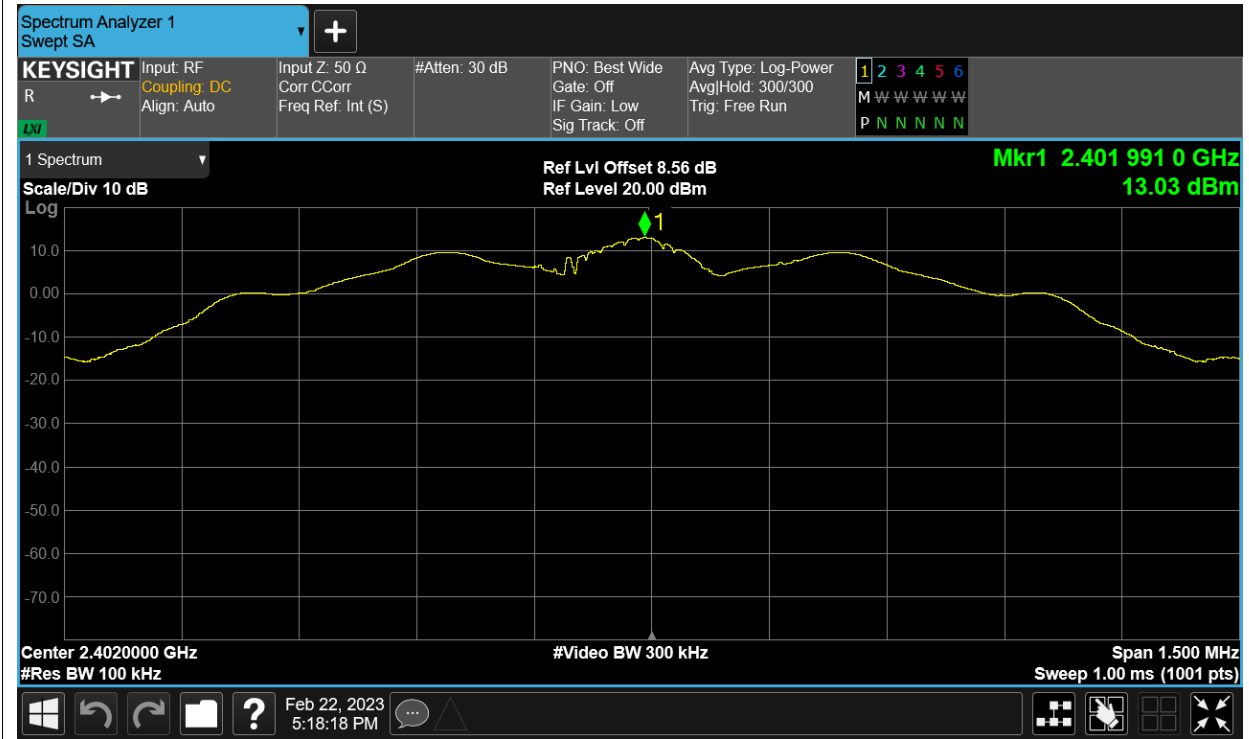 Spectrum Analyzer 1
Swept SA
KEYSIGHT
R
LXI
Input: RF
Coupling: DC
Align: Auto
Input Z: 50 Ω
Corr CCorr
Freq Ref: Int (S)
#Atten: 30 dB
PNO: Best Wide
Gate: Off
IF Gain: Low
Sig Track: Off
Avg Type: Log-Power
Avg|Hold: 300/300
Trig: Free Run
1 2 3 4 5 6
M W W W W W
P N N N N N
1 Spectrum
Scale/Div 10 dB
Ref Lvl Offset 8.56 dB
Ref Level 20.00 dBm
Mkr1 2.401 991 0 GHz
13.03 dBm
Log
1
10.0
0.00
-10.0
-20.0
-30.0
-40.0
-50.0
-60.0
-70.0
Center 2.4020000 GHz
#Video BW 300 kHz
Span 1.500 MHz
#Res BW 100 kHz
Sweep 1.00 ms (1001 pts)
?
Feb 22, 2023
5:18:18 PM